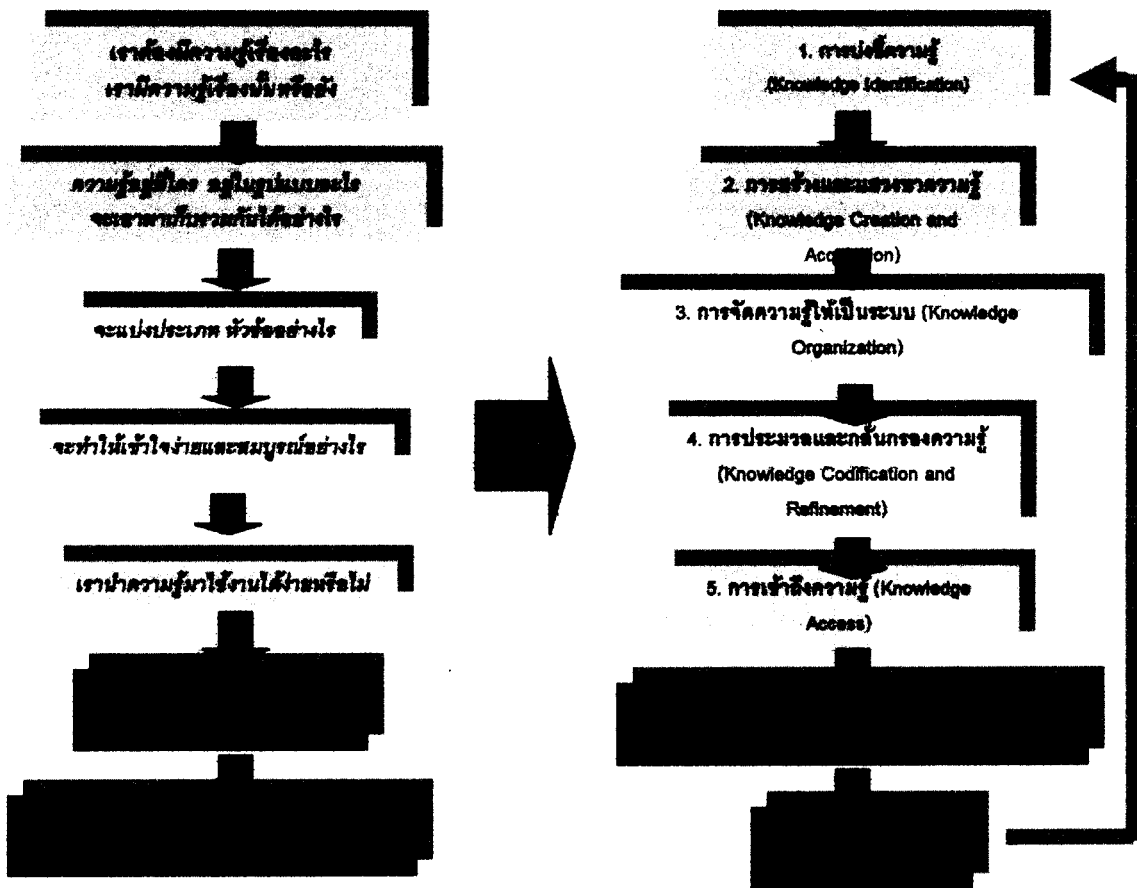 เราต้องมีความรู้เรื่องอะไร
เรามีความรู้เรื่องนั้นหรือยัง
ความรู้อยู่ที่ใคร อยู่ในรูปแบบอะไร
จะเอามาเก็บรวมกันได้อย่างไร
จะแบ่งประเภท หัวข้ออย่างไร
จะทำให้เข้าใจง่ายและสมบูรณ์อย่างไร
เรานำความรู้มาใช้งานได้ง่ายหรือไม่
1. การบ่งชี้ความรู้
(Knowledge Identification)
2. การสร้างและแสวงหาความรู้
(Knowledge Creation and
3. การจัดความรู้ให้เป็นระบบ (Knowledge
Organization)
4. การประมวลและกลั่นกรองความรู้
(Knowledge Codification and
Refinement)
5. การเข้าถึงความรู้ (Knowledge
Access)